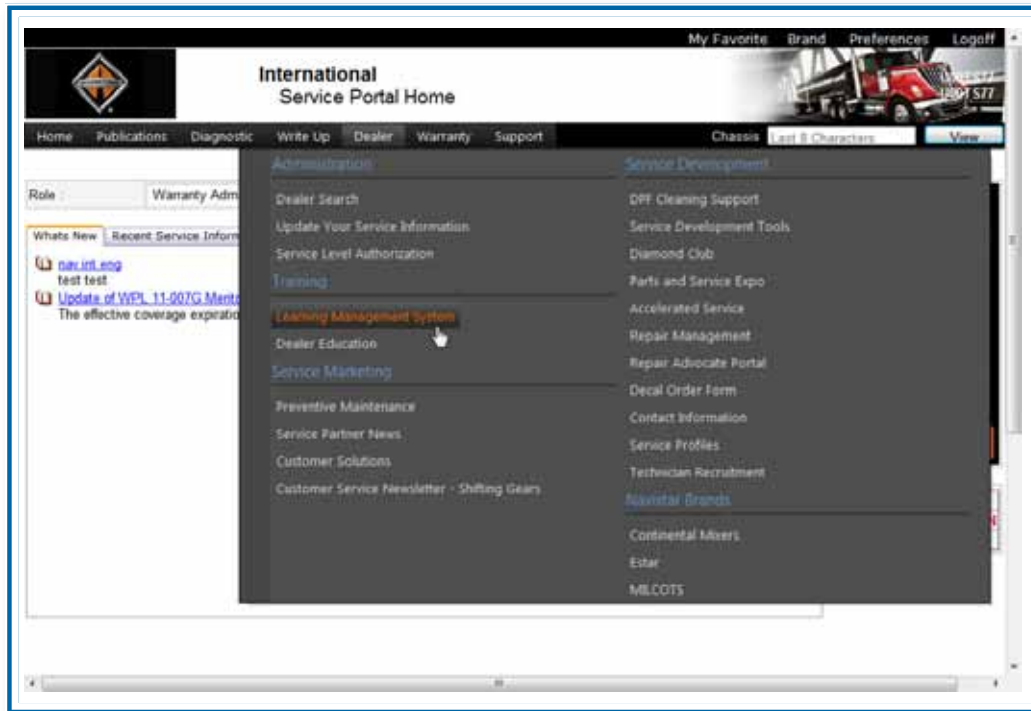 My Favorite Brand Preferences Logoff
International
Service Portal Home
Home Publications Diagnostic Write Up Dealer Warranty Support Chassis Last 8 Characters View
Administration
Dealer Search
Update Your Service Information
Service Level Authorization
Training
Learning Management System
Dealer Education
Service Marketing
Preventive Maintenance
Service Partner News
Customer Solutions
Customer Service Newsletter - Shifting Gears
Service Development
DPF Cleaning Support
Service Development Tools
Diamond Club
Parts and Service Expo
Accelerated Service
Repair Management
Repair Advocate Portal
Decal Order Form
Contact Information
Service Profiles
Technician Recruitment
Navistar Brands
Continental Mixers
Estar
MILCOTS
Role : Warranty Adm
Whats New Recent Service Inform
nav.int.eng
test test
Update of WPL 11-007G Merito
The effective coverage expiratio